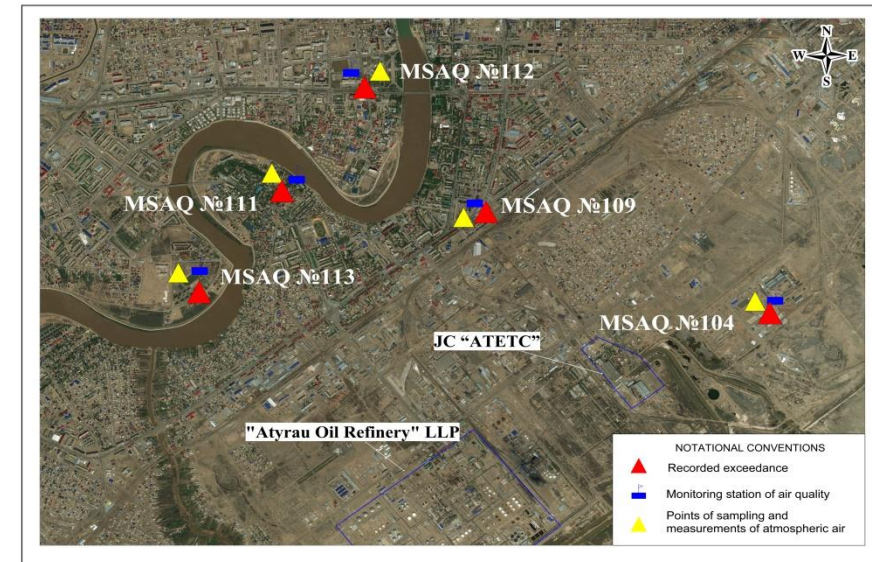 N
W E
S
MSAQ №112
MSAQ №111
MSAQ №109
MSAQ №113
MSAQ №104
JC “ATETC”
"Atyrau Oil Refinery" LLP
NOTATIONAL CONVENTIONS
Recorded exceedance
Monitoring station of air quality
Points of sampling and
measurements of atmospheric air